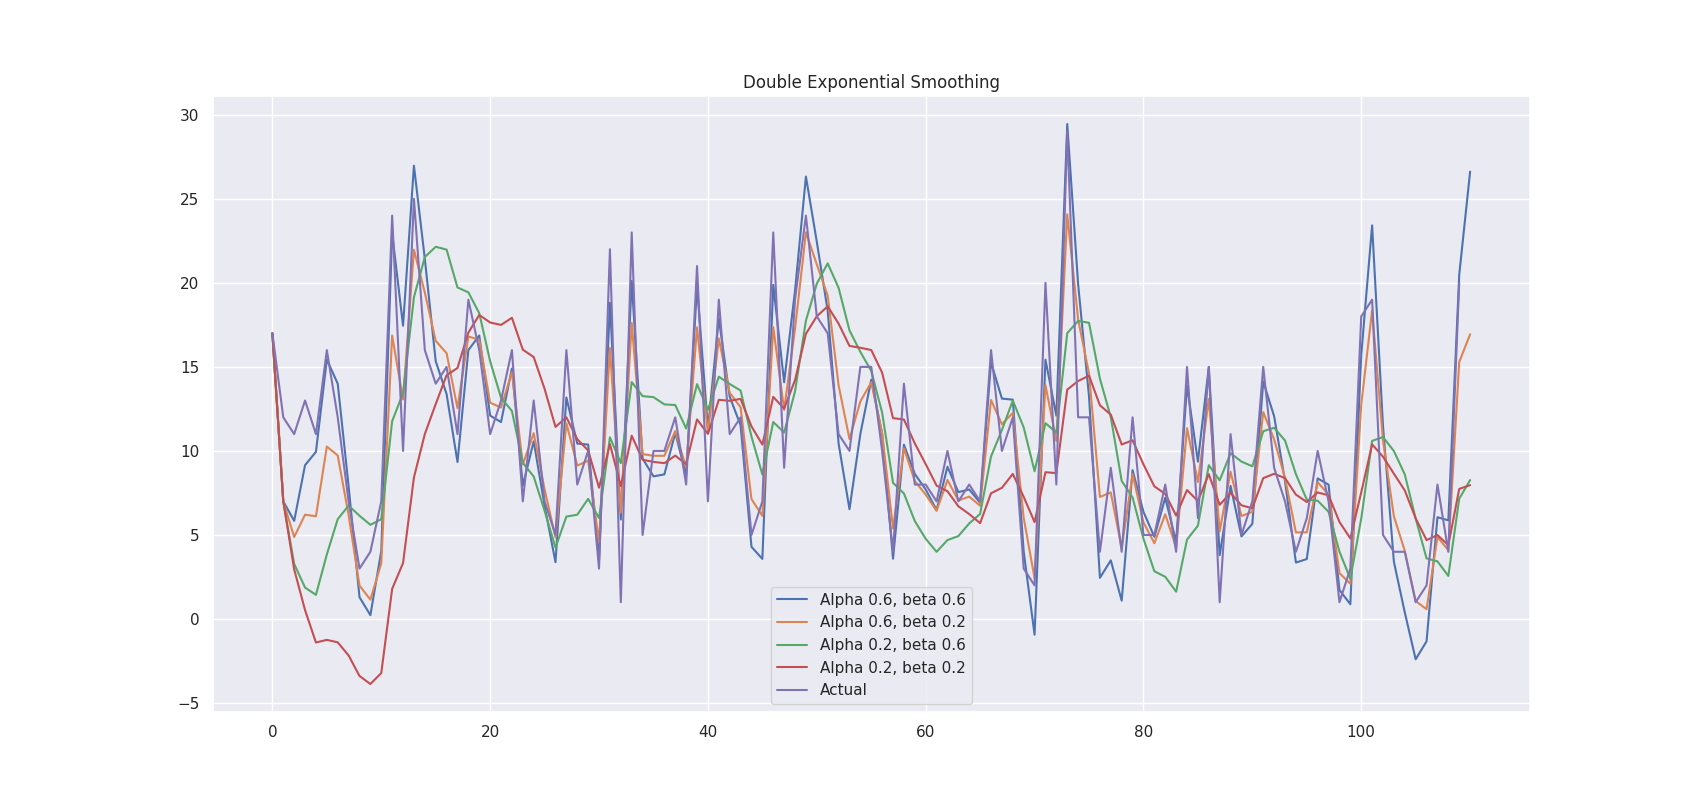 Double Exponential Smoothing
30
25
20
15
10
5
0
−5
0 20 40 60 80 100
Alpha 0.6, beta 0.6
Alpha 0.6, beta 0.2
Alpha 0.2, beta 0.6
Alpha 0.2, beta 0.2
Actual